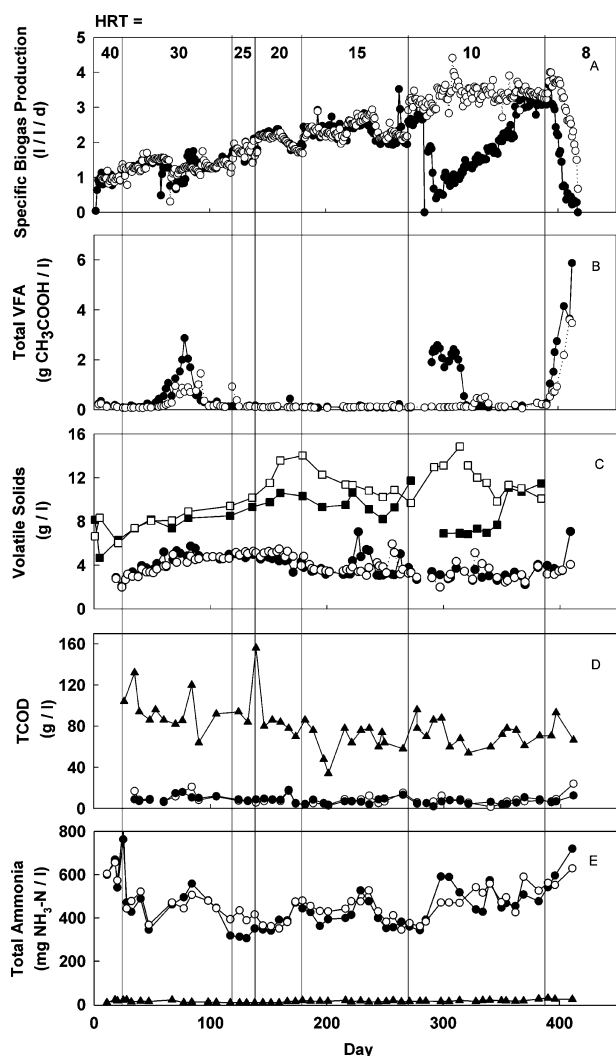 HRT =
40 30 25 20 15 10 8
Specific Biogas Production
(l / l / d)
5
4
3
2
1
0
A
Total VFA
(g CH3COOH / l)
6
4
2
0
B
Volatile Solids
(g / l)
16
12
8
4
0
C
TCOD
(g / l)
160
120
80
40
0
D
Total Ammonia
(mg NH3-N / l)
800
600
400
200
0
E
0 100 200 300 400
Day